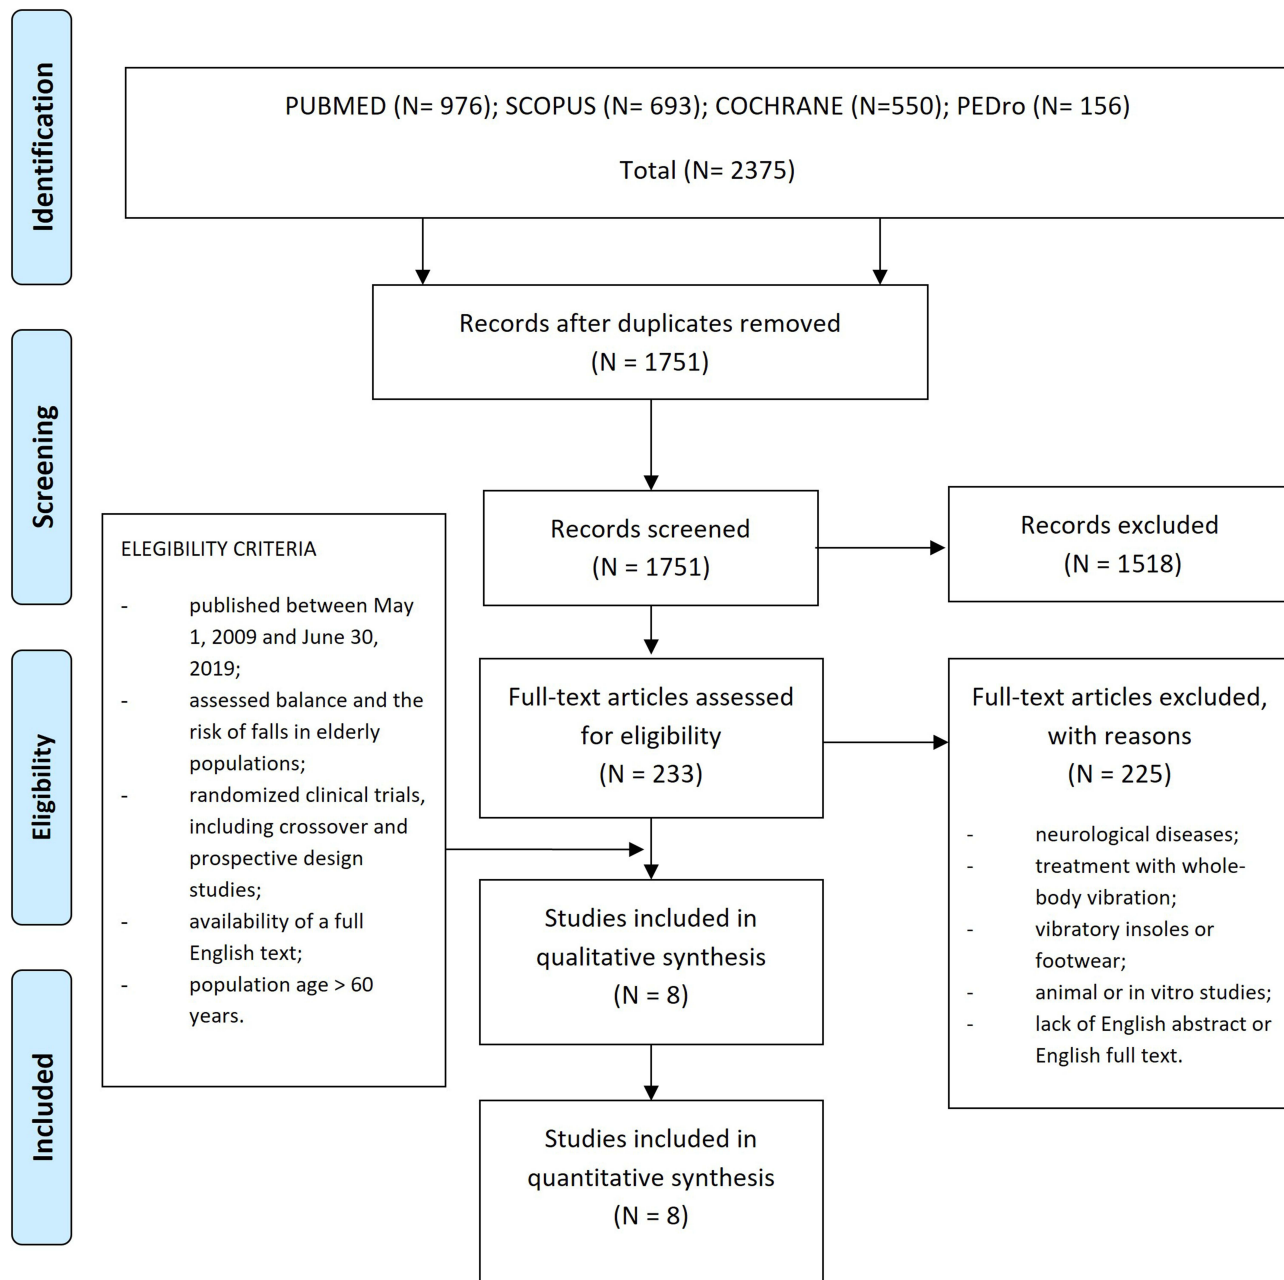 Identification
PUBMED (N= 976); SCOPUS (N= 693); COCHRANE (N=550); PEDro (N= 156)
Total (N= 2375)
Records after duplicates removed
(N = 1751)
Screening
Records screened
(N = 1751)
Records excluded
(N = 1518)
ELEGIBILITY CRITERIA
- published between May
1, 2009 and June 30,
2019;
- assessed balance and the
risk of falls in elderly
populations;
- randomized clinical trials,
including crossover and
prospective design
studies;
- availability of a full
English text;
- population age > 60
years.
Eligibility
Full-text articles assessed
for eligibility
(N = 233)
Full-text articles excluded,
with reasons
(N = 225)
- neurological diseases;
- treatment with whole-
body vibration;
- vibratory insoles or
footwear;
- animal or in vitro studies;
- lack of English abstract or
English full text.
Studies included in
qualitative synthesis
(N = 8)
Included
Studies included in
quantitative synthesis
(N = 8)